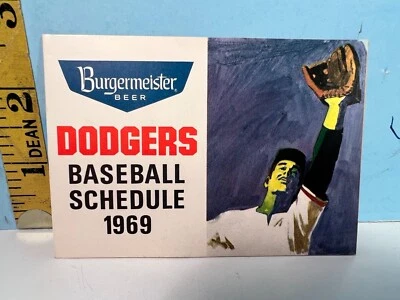 Burgermeister
BEER
DODGERS
BASEBALL
SCHEDULE
1969
1 DEAN 2